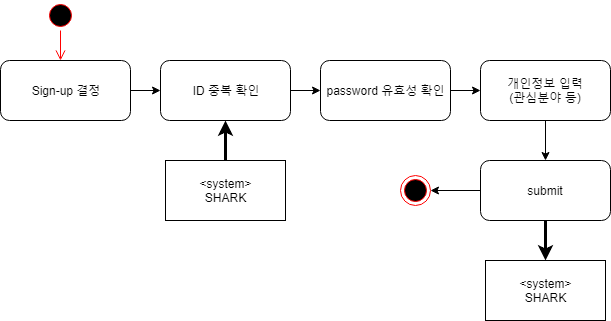 Sign-up 결정
ID 중복 확인
password 유효성 확인
개인정보 입력
(관심분야 등)
<system>
SHARK
submit
<system>
SHARK